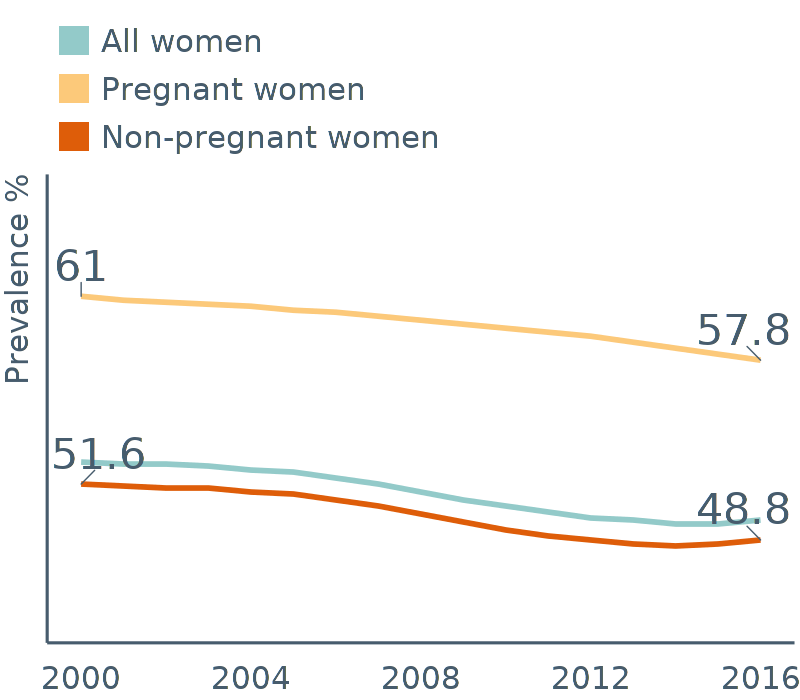 All women
Pregnant women
Non-pregnant women
Prevalence %
61
57.8
51.6
48.8
2000 2004 2008 2012 2016